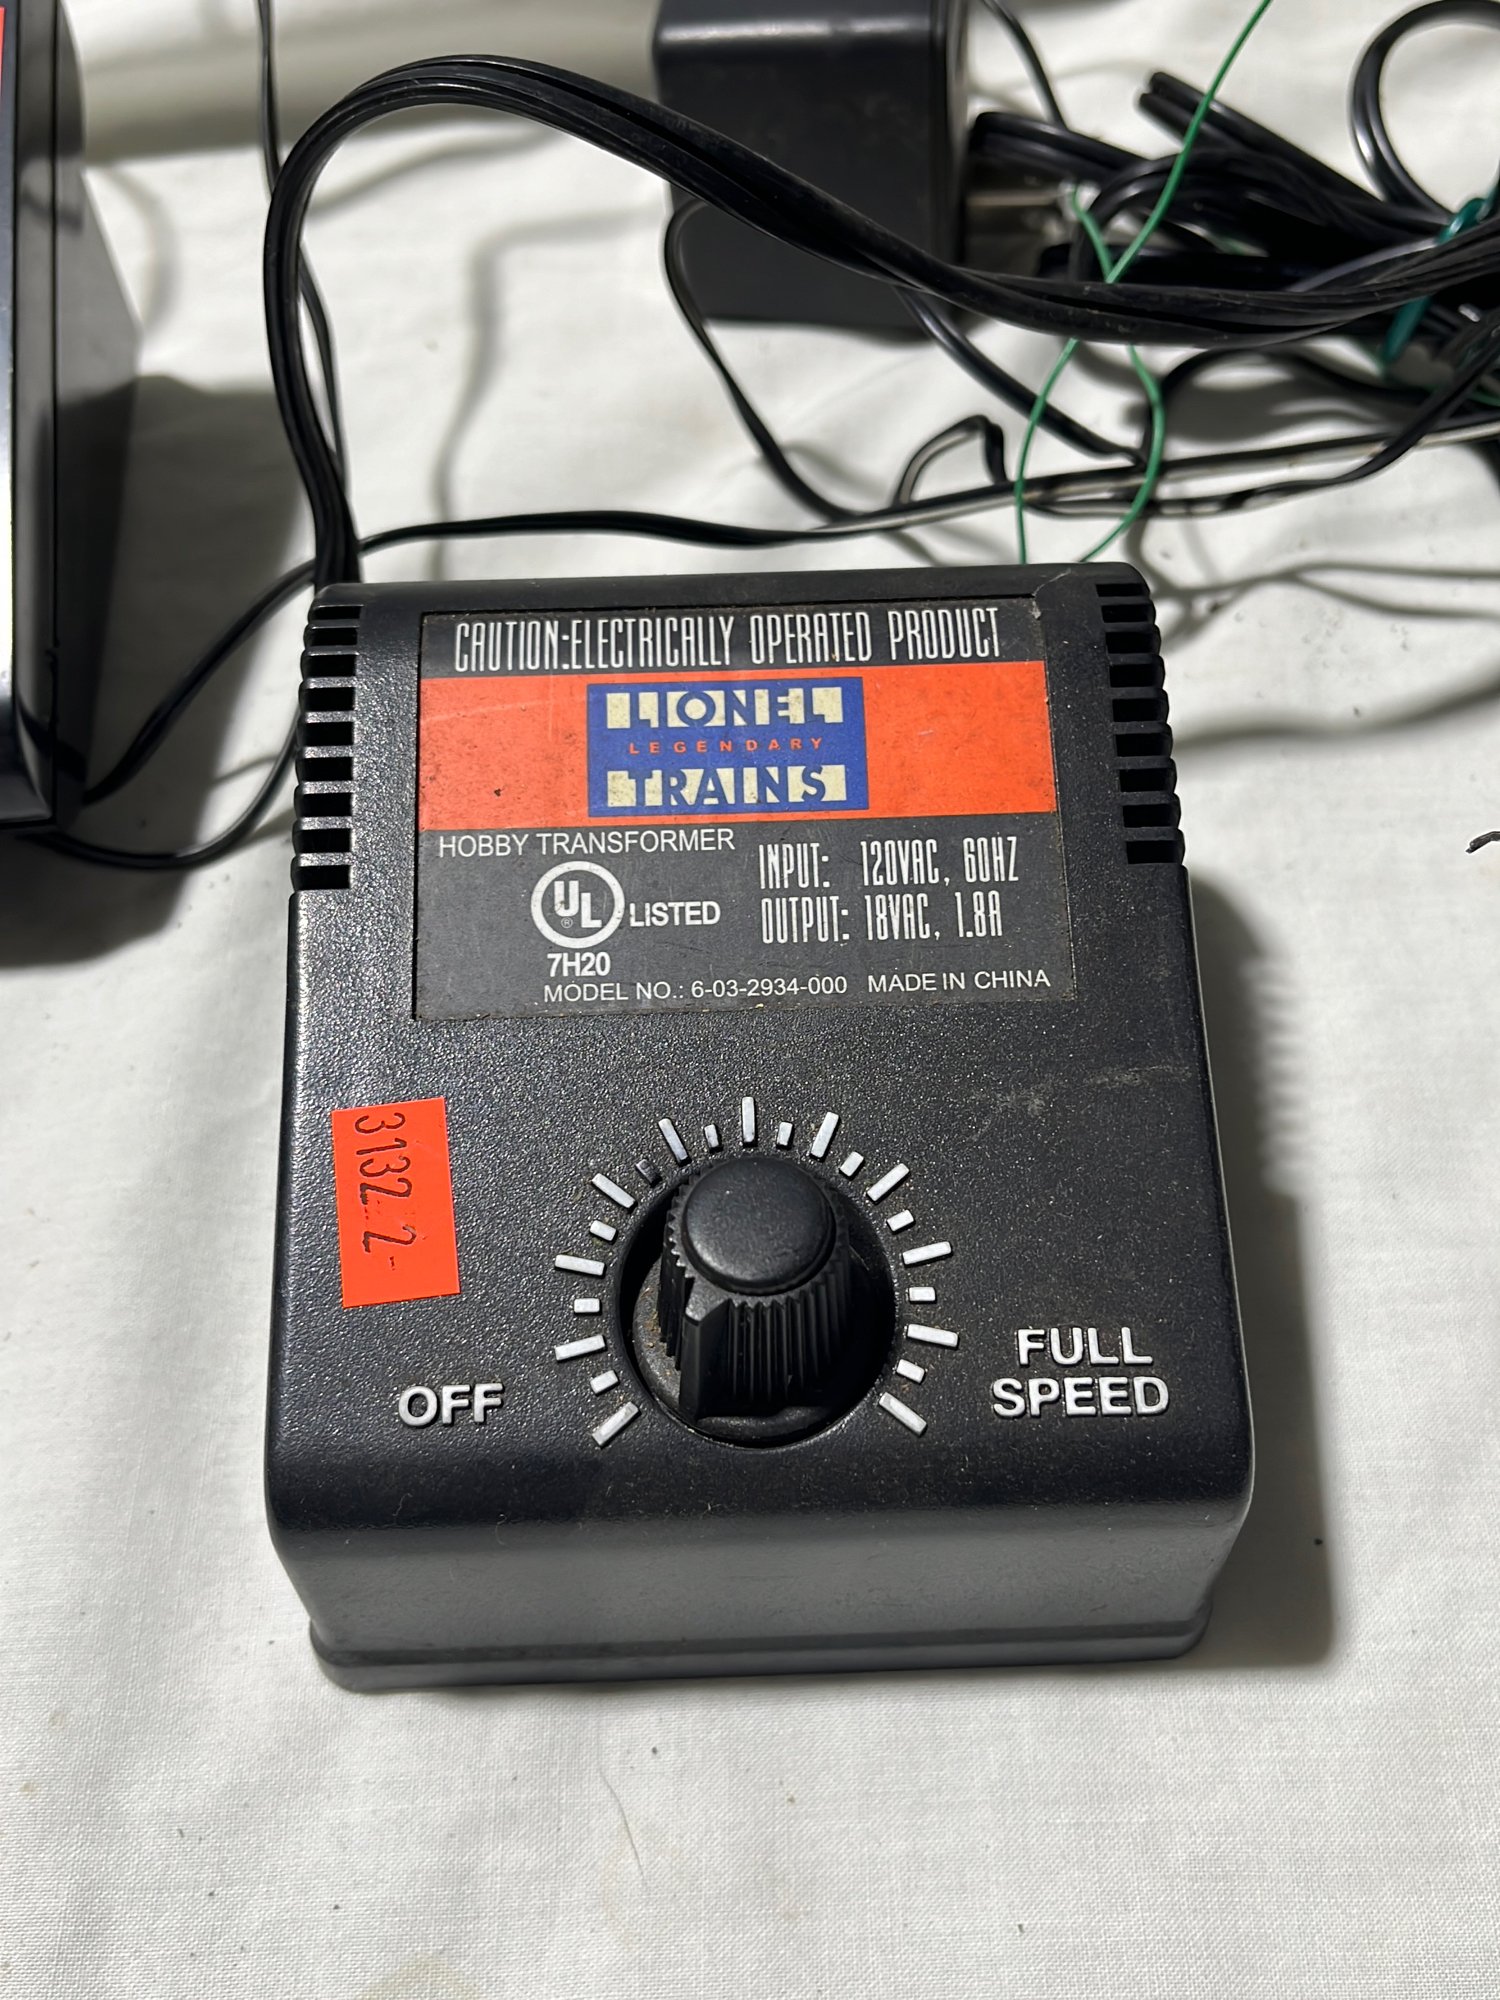 CAUTION:ELECTRICALLY OPERATED PRODUCT
LIONEL
LEGENDARY
TRAINS
HOBBY TRANSFORMER
INPUT: 120VAC, 60HZ
OUTPUT: 18VAC, 1.8A
UL
®
LISTED
7H20
MODEL NO.: 6-03-2934-000 MADE IN CHINA
3132 2-
OFF
FULL
SPEED